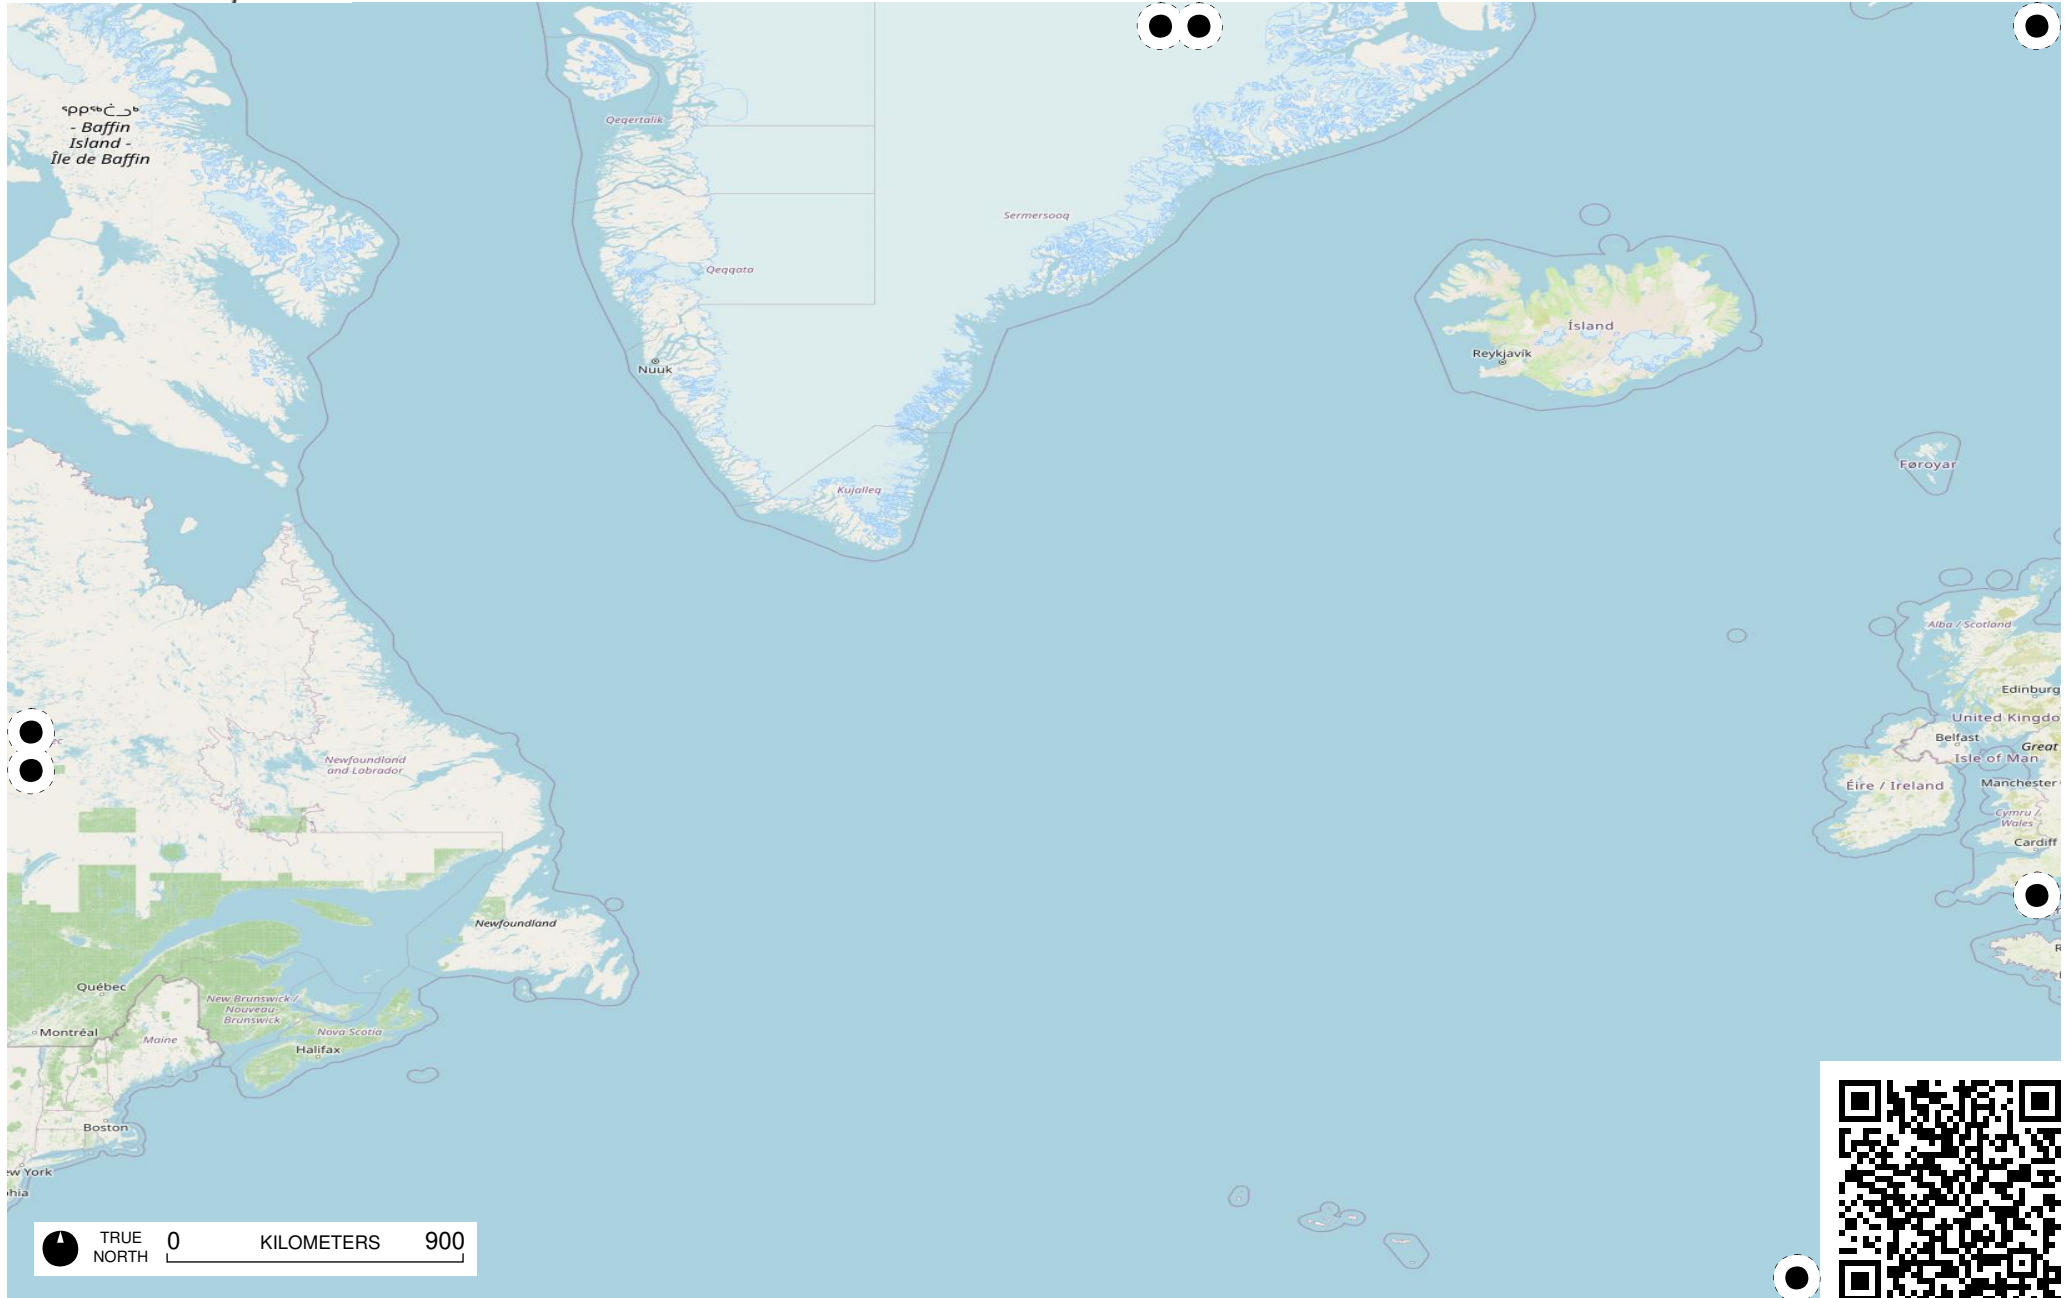 ᕿᑭᖅᑖᓗᒃ
- Baffin
Island -
Île de Baffin
Qeqertalik
Sermersooq
Qeqqata
Ísland
Reykjavík
Nuuk
Føroyar
Kujalleq
Alba / Scotland
Edinburg
United Kingdo
Belfast
Great
Isle of Man
Newfoundland
and Labrador
Manchester
Éire / Ireland
Cymru /
Wales
Cardiff
Newfoundland
Québec
New Brunswick /
Nouveau-
Brunswick
Montréal
Nova Scotia
Maine
Halifax
Boston
ew York
phia
TRUE
NORTH
0 KILOMETERS 900